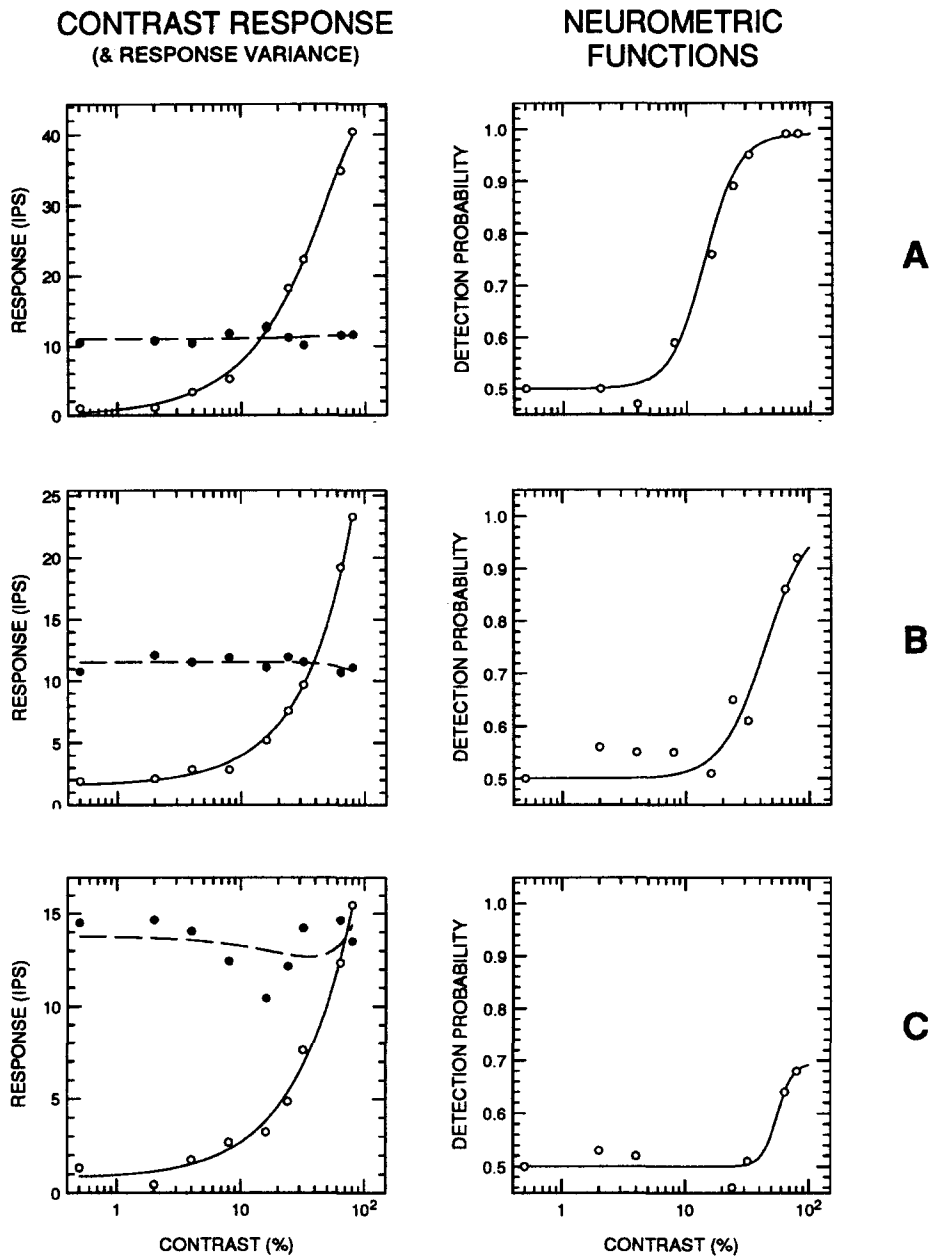 CONTRAST RESPONSE
(& RESPONSE VARIANCE)
NEUROMETRIC
FUNCTIONS
RESPONSE (IPS)
40
30
20
10
0
DETECTION PROBABILITY
1.0
0.9
0.8
0.7
0.6
0.5
A
RESPONSE (IPS)
25
20
15
10
5
0
DETECTION PROBABILITY
1.0
0.9
0.8
0.7
0.6
0.5
B
RESPONSE (IPS)
15
10
5
0
1
10
10²
CONTRAST (%)
DETECTION PROBABILITY
1.0
0.9
0.8
0.7
0.6
0.5
1
10
10²
CONTRAST (%)
C